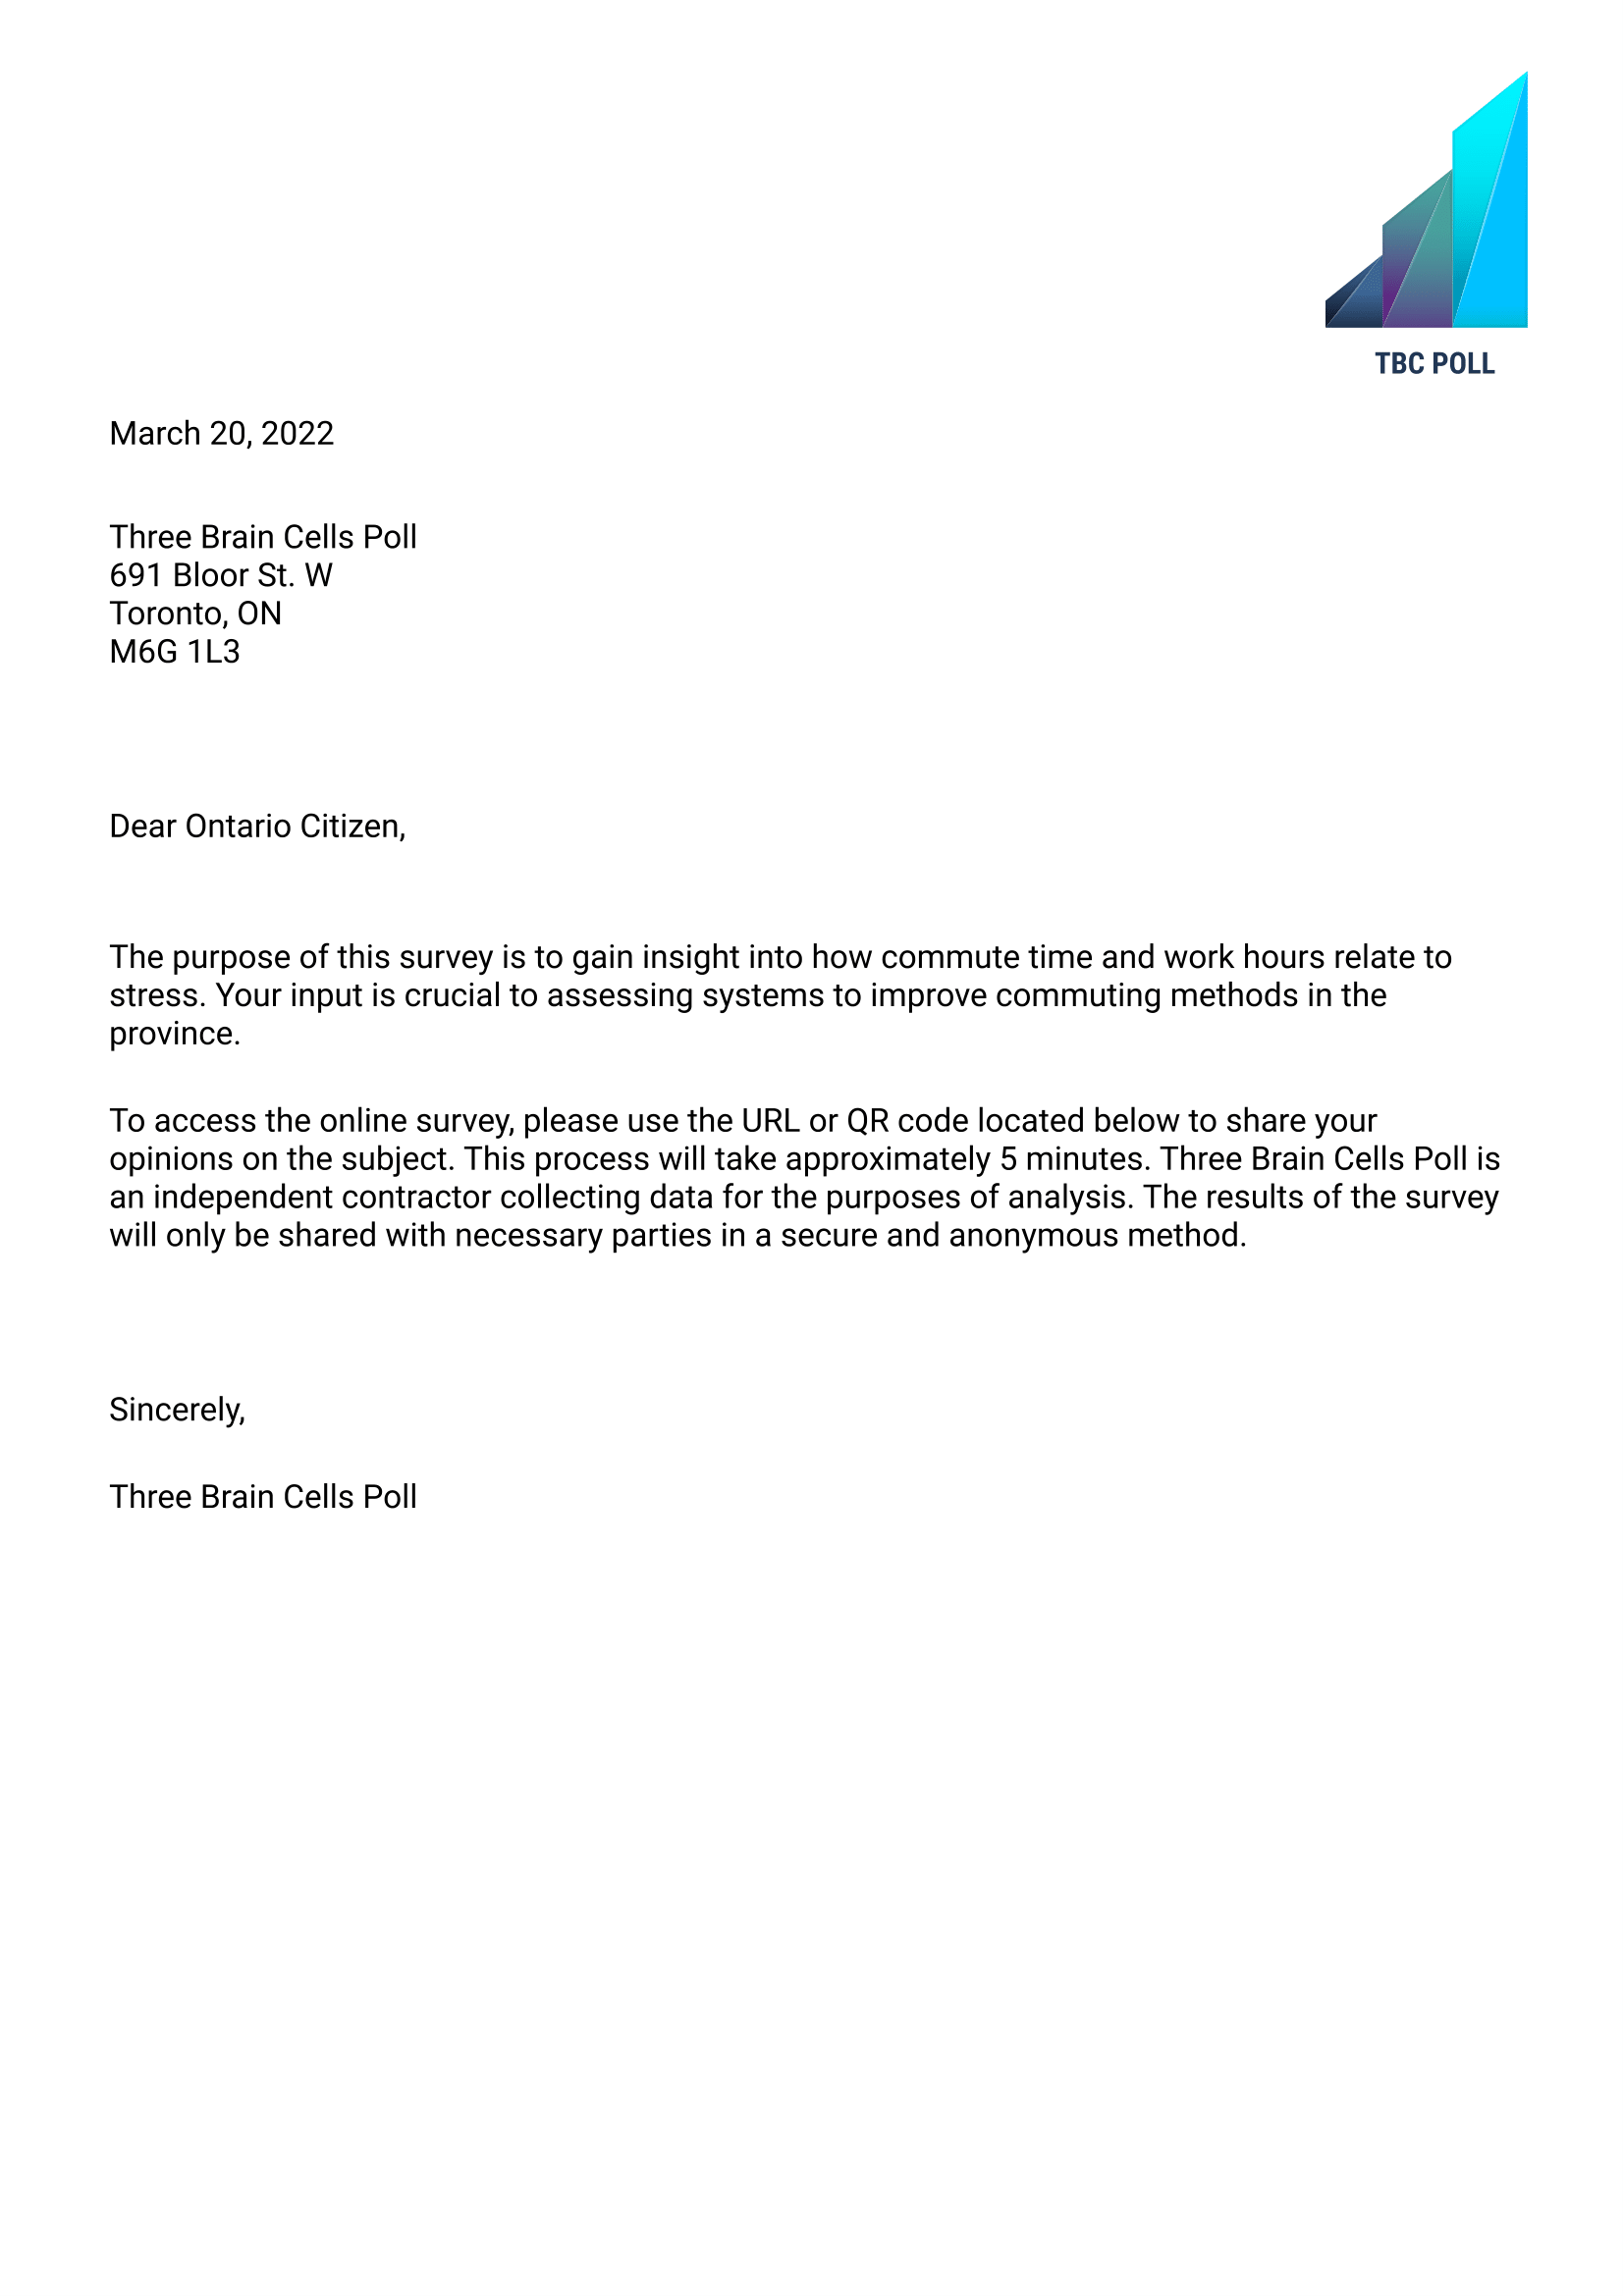 TBC POLL
March 20, 2022
Three Brain Cells Poll
691 Bloor St. W
Toronto, ON
M6G 1L3
Dear Ontario Citizen,
The purpose of this survey is to gain insight into how commute time and work hours relate to
stress. Your input is crucial to assessing systems to improve commuting methods in the
province.
To access the online survey, please use the URL or QR code located below to share your
opinions on the subject. This process will take approximately 5 minutes. Three Brain Cells Poll is
an independent contractor collecting data for the purposes of analysis. The results of the survey
will only be shared with necessary parties in a secure and anonymous method.
Sincerely,
Three Brain Cells Poll